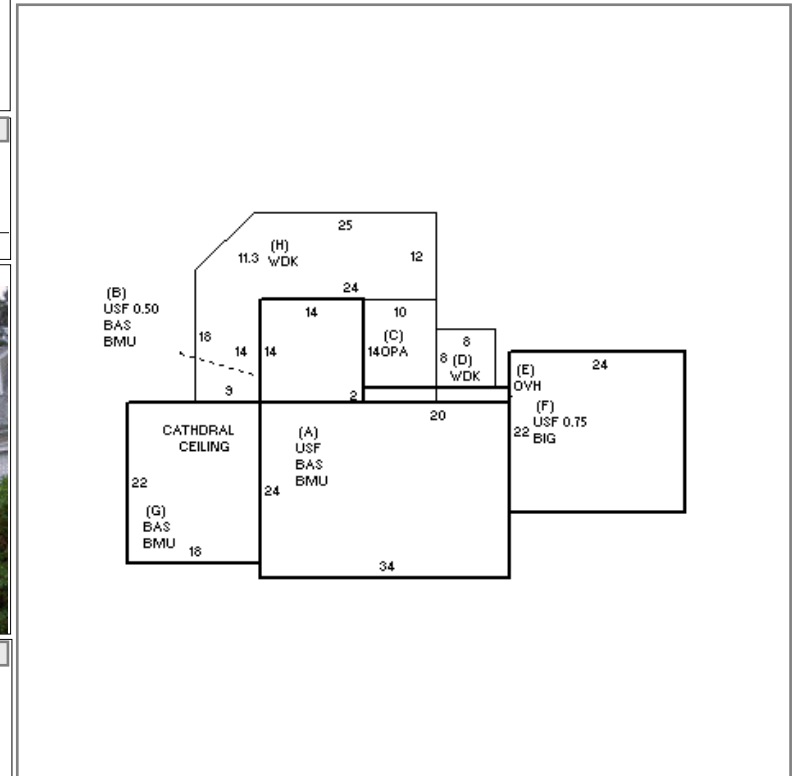 25
(H)
11.3 WDK
12
24
(B)
USF 0.50
BAS
BMU
14
10
18
14
14
(C)
14OPA
8
8 (D)
WDK
(E)
OVH
24
9
2
20
(F)
22 USF 0.75
BIG
CATHDRAL
CEILING
(A)
USF
BAS
BMU
22
24
(G)
BAS
BMU
18
34